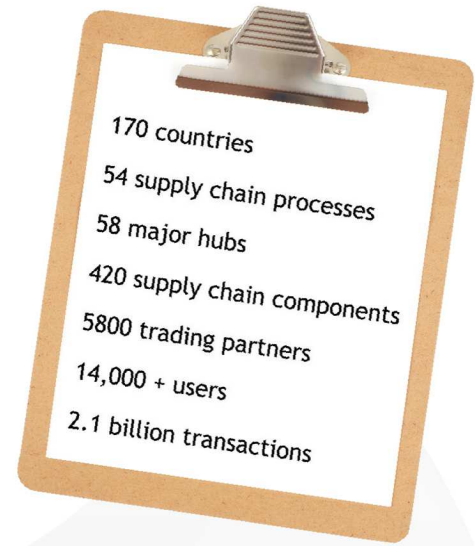 170 countries
54 supply chain processes
58 major hubs
420 supply chain components
5800 trading partners
14,000 + users
2.1 billion transactions